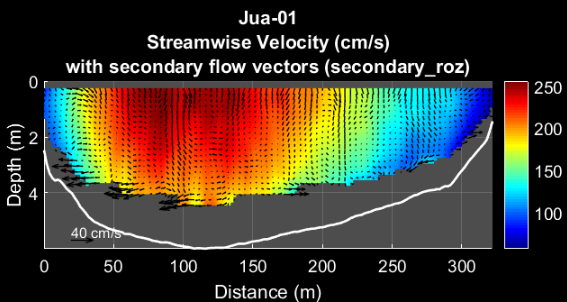 Jua-01
Streamwise Velocity (cm/s)
with secondary flow vectors (secondary_roz)
0
2
4
Depth (m)
40 cm/s
0 50 100 150 200 250 300
Distance (m)
250
200
150
100